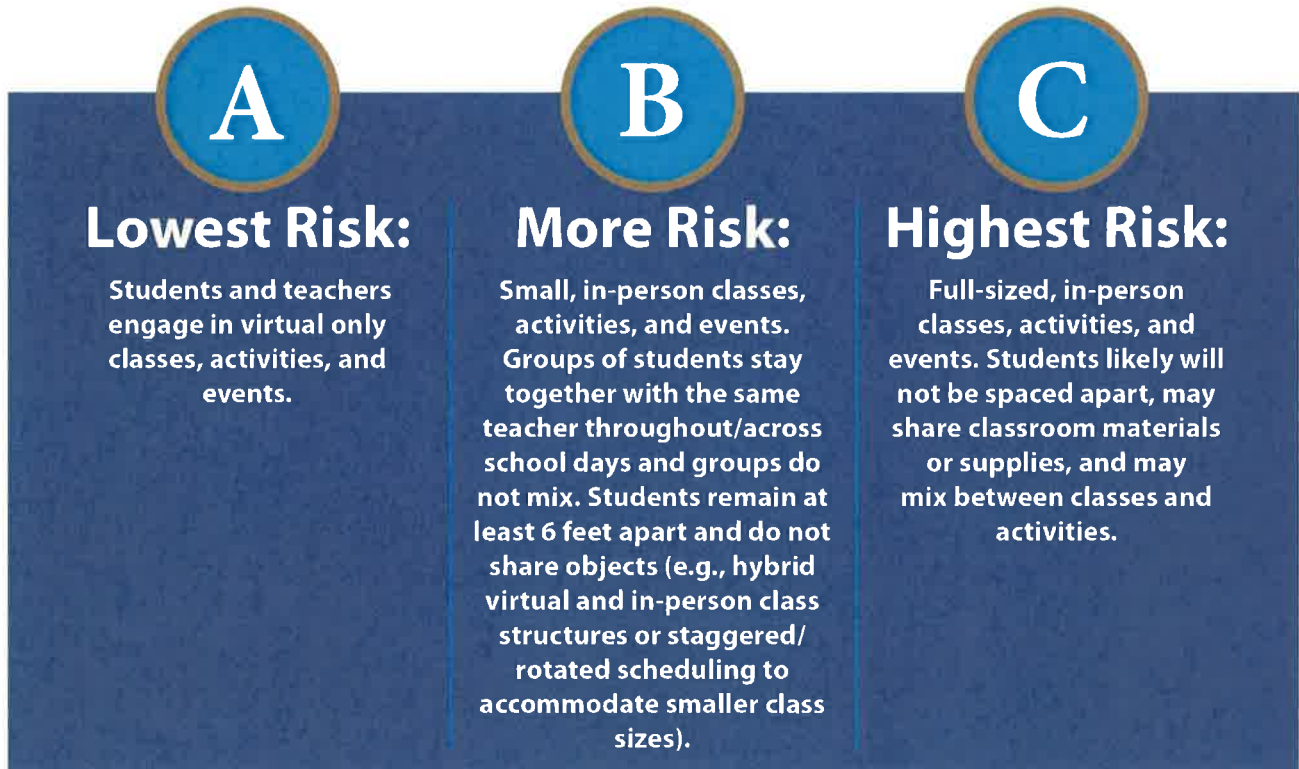 A
Lowest Risk:
Students and teachers
engage in virtual only
classes, activities, and
events.
B
More Risk:
Small, in-person classes,
activities, and events.
Groups of students stay
together with the same
teacher throughout/across
school days and groups do
not mix. Students remain at
least 6 feet apart and do not
share objects (e.g., hybrid
virtual and in-person class
structures or staggered/
rotated scheduling to
accommodate smaller class
sizes).
C
Highest Risk:
Full-sized, in-person
classes, activities, and
events. Students likely will
not be spaced apart, may
share classroom materials
or supplies, and may
mix between classes and
activities.